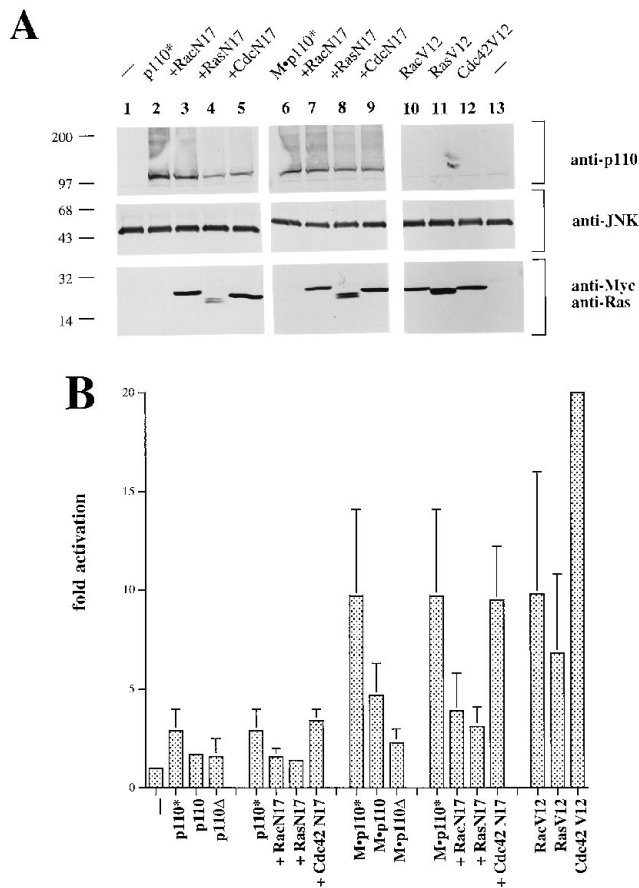 A
— p110* +RacN17 +RasN17 +CdcN17 M•p110* +RacN17 +RasN17 +CdcN17 RacV12 RasV12 Cdc42V12 —
1 2 3 4 5 6 7 8 9 10 11 12 13
200
97
anti-p110
68
43
anti-JNK
32
14
anti-Myc
anti-Ras
B
fold activation
20
15
10
5
0
— p110* p110 p110Δ p110* + RacN17 + RasN17 + Cdc42 N17 M•p110* M•p110 M•p110Δ M•p110* + RacN17 + RasN17 + Cdc42 N17 RacV12 RasV12 Cdc42 V12